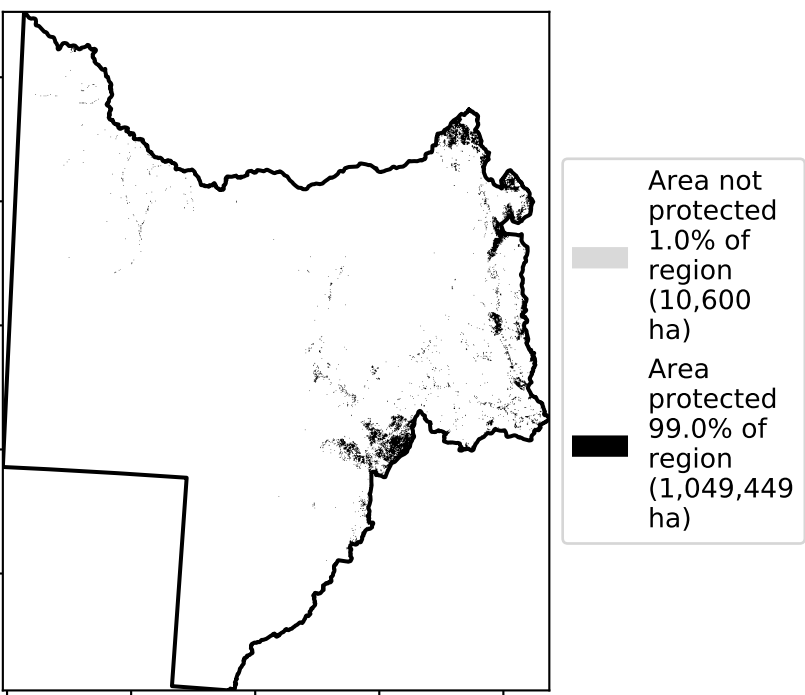 Area not
protected
1.0% of
region
(10,600
ha)
Area
protected
99.0% of
region
(1,049,449
ha)